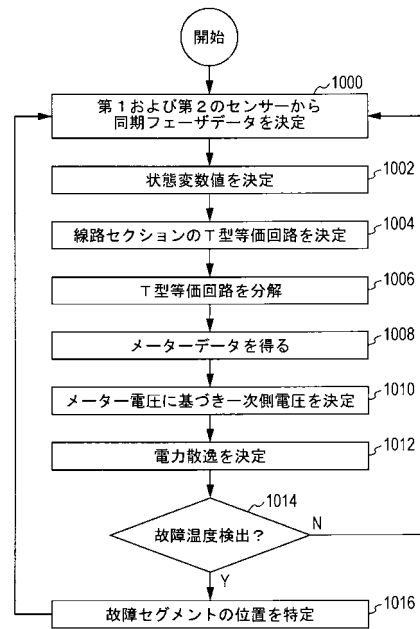 開始
1000
第1および第2のセンサーから
同期フェーザデータを決定
1002
状態変数値を決定
1004
線路セクションのT型等価回路を決定
1006
T型等価回路を分解
1008
メーターデータを得る
1010
メーター電圧に基づき一次側電圧を決定
1012
電力散逸を決定
1014
故障湿度検出?
N
Y
1016
故障セグメントの位置を特定